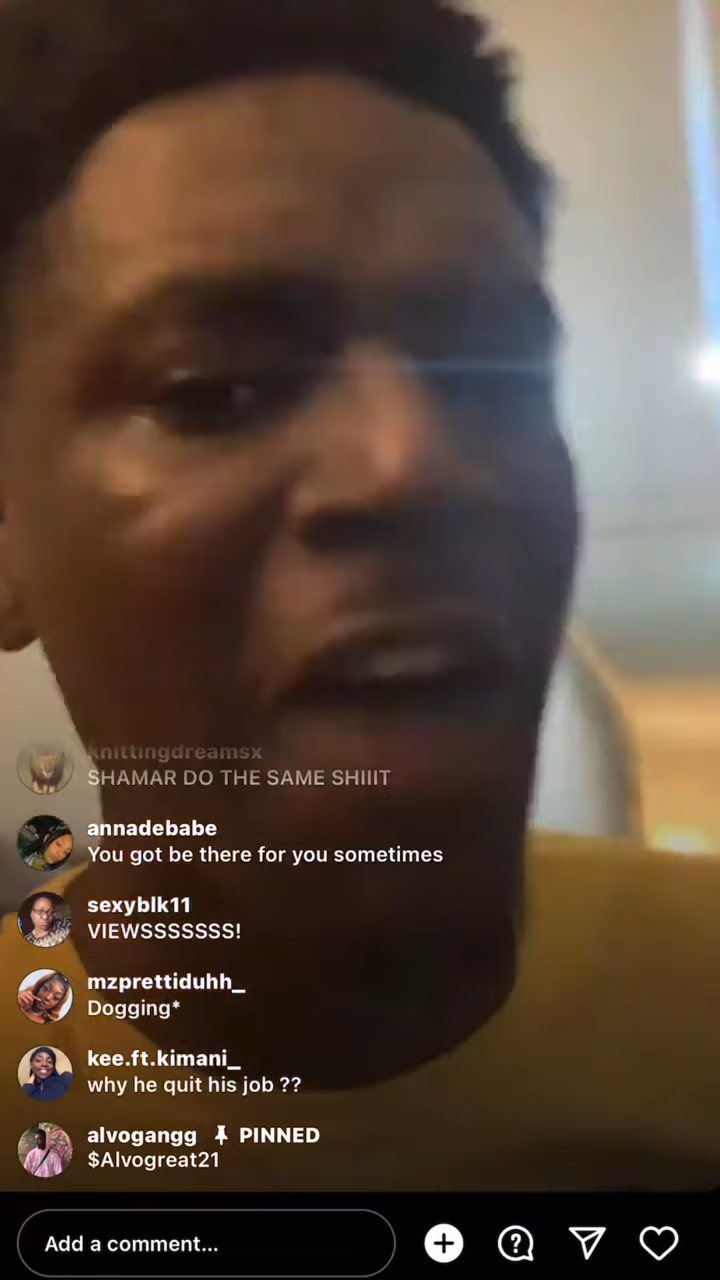 knittingdreamsx
SHAMAR DO THE SAME SHIIIT
annadebabe
You got be there for you sometimes
sexyblk11
VIEWSSSSSSS!
mzprettiduhh_
Dogging*
kee.ft.kimani_
why he quit his job ??
alvogangg PINNED
$Alvogreat21
Add a comment...